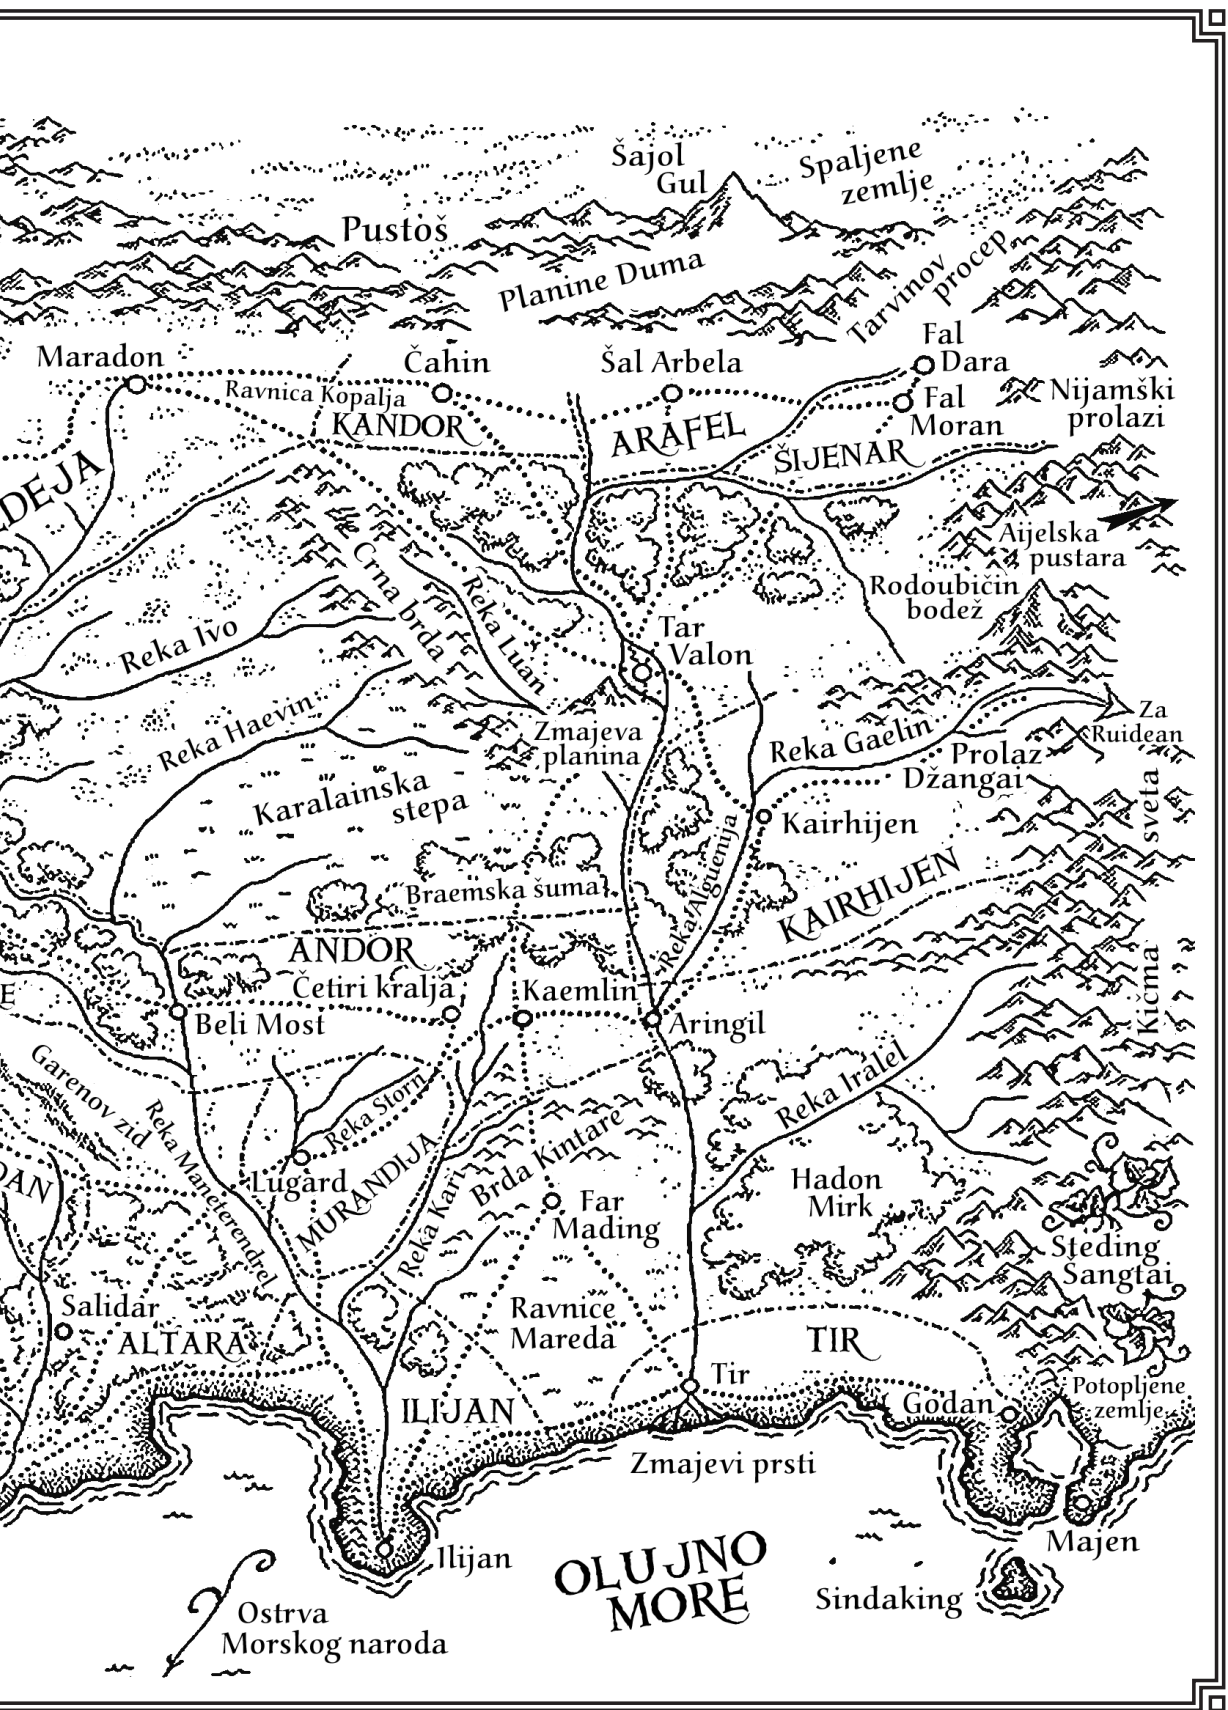 Šajol
Gul
Spaljene
zemlje
Pustoš
Planine Duma
Tarvinov
procep
Maradon
Čahin
Šal Arbela
Fal
Dara
Ravnica Kopalja
KANDOR
ARAFEL
Fal
Moran
Nijamški
prolazi
ŠIJENAR
DEJA
Aijelska
pustara
Crna brda
Reka Luan
Rodoubičin
bodež
Reka Ivo
Tar
Valon
Reka Haevin
Zmajeva
planina
Reka Gaelin
Za
Ruidean
Prolaz
Džangai
Karalainska
stepa
Kairhijen
Reka Alguenija
Kičma sveta
Braemska šuma
KAIRHIJEN
ANDOR
Četiri kralja
Kaemlin
E
Beli Most
Aringil
Garenov zid
Reka Storn
Reka Iralel
Reka Maneterendrel
Lugard
MURANDIJA
Reka Kari
Brda Kintare
DAN
Far
Mading
Hadon
Mirk
Steding
Sangtai
Salidar
ALTARA
Ravnice
Mareda
TIR
Tir
ILIJAN
Godan
Potopljene
zemlje
Zmajevi prsti
Majen
Ilijan
OLUJNO
MORE
Sindaking
Ostrva
Morskog naroda